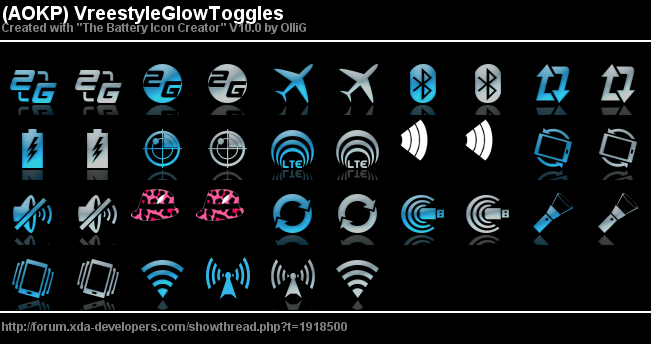 (AOKP) VreestyleGlowToggles
Created with "The Battery Icon Creator" V10.0 by OlliG
2G 2G 2G 2G
LTE LTE
http://forum.xda-developers.com/showthread.php?t=1918500